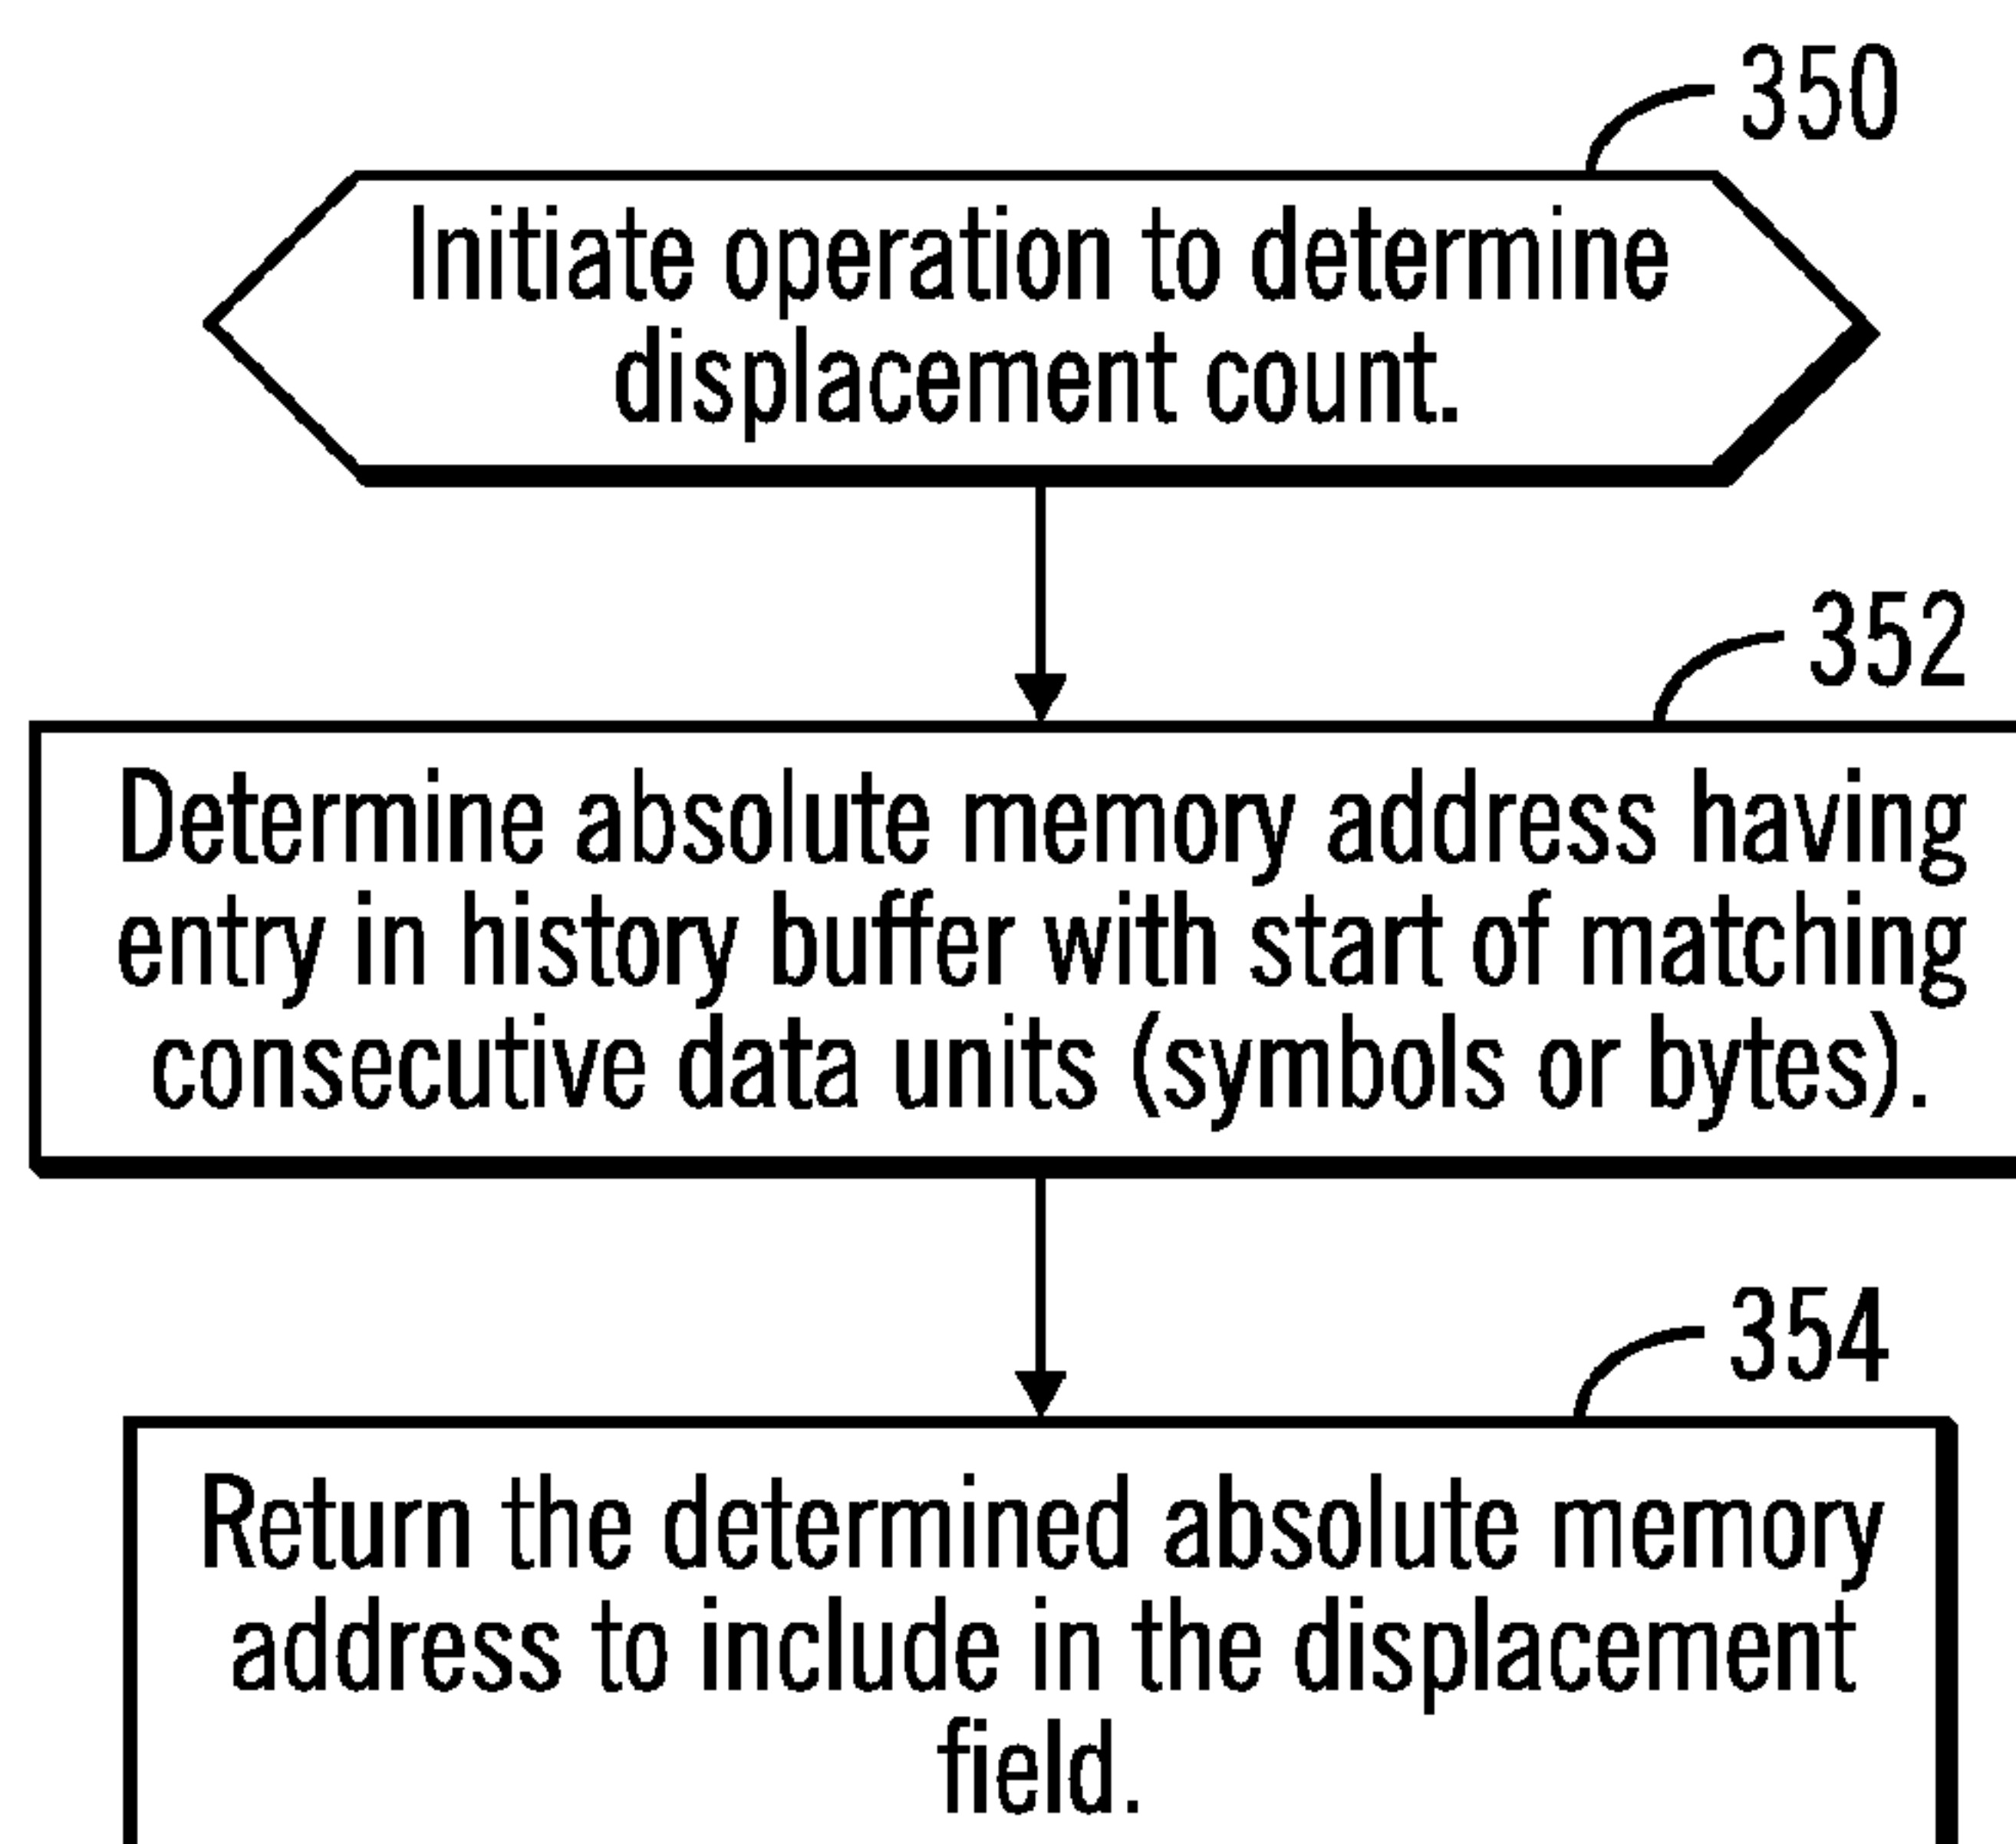 350
Initiate operation to determine
displacement count.
352
Determine absolute memory address having
entry in history buffer with start of matching
consecutive data units (symbols or bytes).
354
Return the determined absolute memory
address to include in the displacement
field.